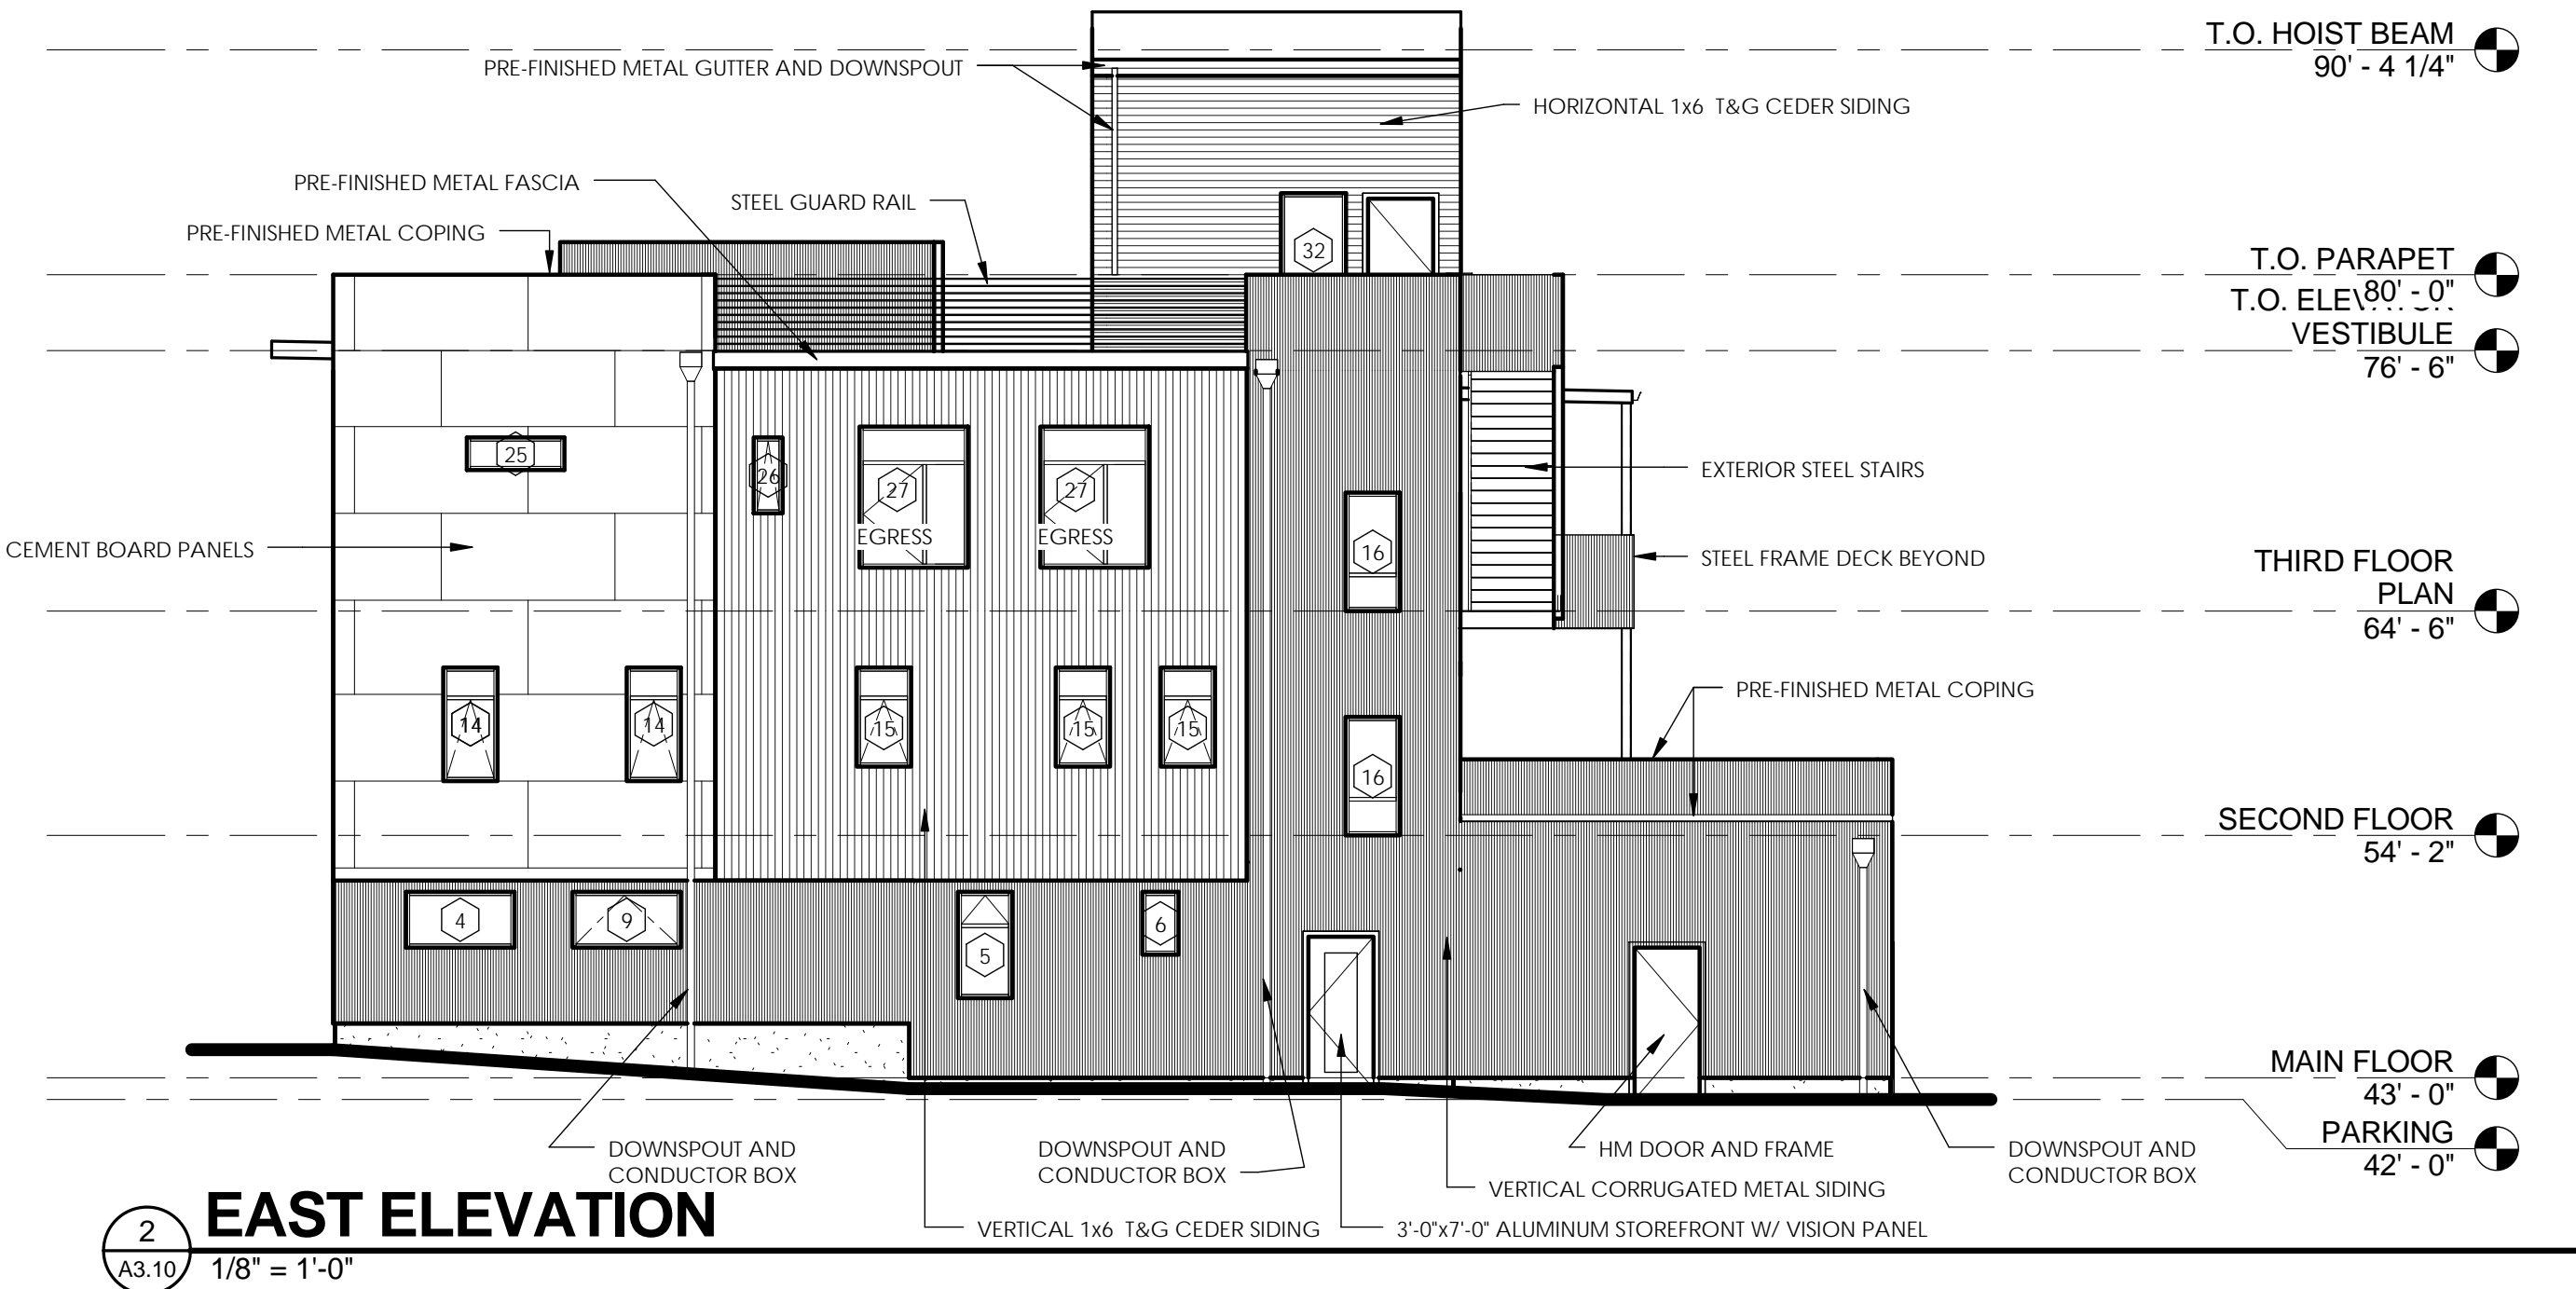 T.O. HOIST BEAM
90' - 4 1/4"
PRE-FINISHED METAL GUTTER AND DOWNSPOUT
HORIZONTAL 1x6 T&G CEDER SIDING
PRE-FINISHED METAL FASCIA
STEEL GUARD RAIL
PRE-FINISHED METAL COPING
32
T.O. PARAPET
80' - 0"
T.O. ELEVATOR
VESTIBULE
76' - 6"
25
26
27
27
EGRESS
EGRESS
16
EXTERIOR STEEL STAIRS
CEMENT BOARD PANELS
STEEL FRAME DECK BEYOND
THIRD FLOOR
PLAN
64' - 6"
PRE-FINISHED METAL COPING
14
14
15
15
15
16
SECOND FLOOR
54' - 2"
4
9
5
6
MAIN FLOOR
43' - 0"
PARKING
42' - 0"
DOWNSPOUT AND
CONDUCTOR BOX
DOWNSPOUT AND
CONDUCTOR BOX
HM DOOR AND FRAME
DOWNSPOUT AND
CONDUCTOR BOX
VERTICAL CORRUGATED METAL SIDING
VERTICAL 1x6 T&G CEDER SIDING
3'-0"x7'-0" ALUMINUM STOREFRONT W/ VISION PANEL
2
A3.10
EAST ELEVATION
1/8" = 1'-0"